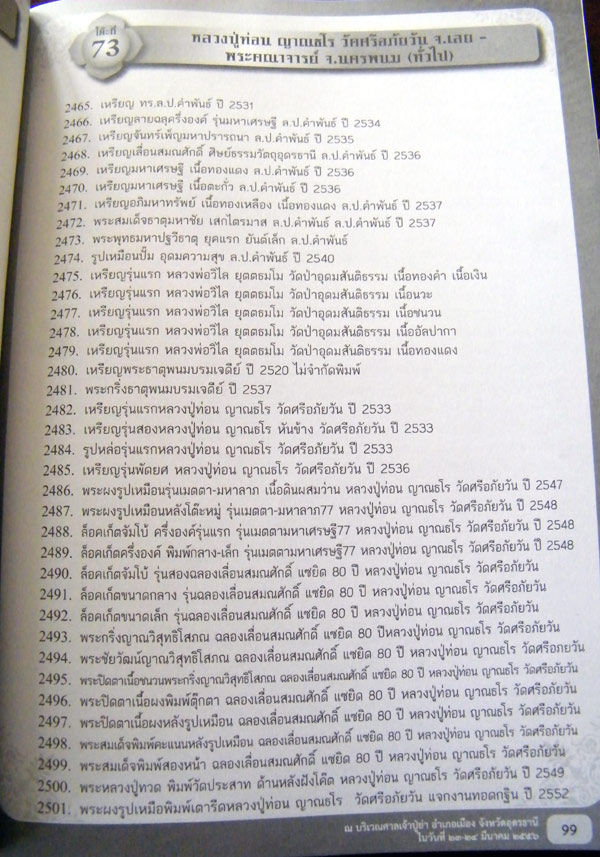 โต๊ะที่
73
หลวงปู่ท่อน ญาณธโร วัดศรีอภัยวัน จ.เลย -
พระคณาจารย์ จ.นครพนม (ทั่วไป)
2465. เหรียญ ทร.ล.ป.คำพันธ์ ปี 2531
2466. เหรียญลายฉลุครึ่งองค์ รุ่นมหาเศรษฐี ล.ป.คำพันธ์ ปี 2534
2467. เหรียญจันทร์เพ็ญมหาปรารถนา ล.ป.คำพันธ์ ปี 2535
2468. เหรียญเลื่อนสมณศักดิ์ ศิษย์ธรรมวัตถุอุดรธานี ล.ป.คำพันธ์ ปี 2536
2469. เหรียญมหาเศรษฐี เนื้อทองแดง ล.ป.คำพันธ์ ปี 2536
2470. เหรียญมหาเศรษฐี เนื้อตะกั่ว ล.ป.คำพันธ์ ปี 2536
2471. เหรียญอภิมหาทรัพย์ เนื้อทองเหลือง เนื้อทองแดง ล.ป.คำพันธ์ ปี 2537
2472. พระสมเด็จธาตุมหาชัย เสกไตรมาส ล.ป.คำพันธ์ ล.ป.คำพันธ์ ปี 2537
2473. พระพุทธมหาปฐวีธาตุ ยุคแรก ยันต์เล็ก ล.ป.คำพันธ์
2474. รูปเหมือนปั๊ม อุดมความสุข ล.ป.คำพันธ์ ปี 2540
2475. เหรียญรุ่นแรก หลวงพ่อวิไล ยุตตธมโม วัดป่าอุดมสันติธรรม เนื้อทองคำ เนื้อเงิน
2476. เหรียญรุ่นแรก หลวงพ่อวิไล ยุตตธมโม วัดป่าอุดมสันติธรรม เนื้อนวะ
2477. เหรียญรุ่นแรก หลวงพ่อวิไล ยุตตธมโม วัดป่าอุดมสันติธรรม เนื้อชนวน
2478. เหรียญรุ่นแรก หลวงพ่อวิไล ยุตตธมโม วัดป่าอุดมสันติธรรม เนื้ออัลปากา
2479. เหรียญรุ่นแรก หลวงพ่อวิไล ยุตตธมโม วัดป่าอุดมสันติธรรม เนื้อทองแดง
2480. เหรียญพระธาตุพนมบรมเจดีย์ ปี 2520 ไม่จำกัดพิมพ์
2481. พระกริ่งธาตุพนมบรมเจดีย์ ปี 2537
2482. เหรียญรุ่นแรกหลวงปู่ท่อน ญาณธโร วัดศรีอภัยวัน ปี 2533
2483. เหรียญรุ่นสองหลวงปู่ท่อน ญาณธโร วัดศรีอภัยวัน หันข้าง ปี 2533
2484. รูปหล่อรุ่นแรกหลวงปู่ท่อน ญาณธโร วัดศรีอภัยวัน ปี 2533
2485. เหรียญรุ่นพัดยศ หลวงปู่ท่อน ญาณธโร วัดศรีอภัยวัน ปี 2536
2486. พระผงรูปเหมือนรุ่นเมตตา-มหาลาภ เนื้อดินผสมว่าน หลวงปู่ท่อน ญาณธโร วัดศรีอภัยวัน ปี 2547
2487. พระผงรูปเหมือนหลังโต๊ะหมู่ รุ่นเมตตา-มหาลาภ77 หลวงปู่ท่อน ญาณธโร วัดศรีอภัยวัน ปี 2548
2488. ล็อคเก็ตจัมโบ้ ครึ่งองค์รุ่นแรก รุ่นเมตตามหาเศรษฐี77 หลวงปู่ท่อน ญาณธโร วัดศรีอภัยวัน ปี 2548
2489. ล็อคเก็ตครึ่งองค์ พิมพ์กลาง-เล็ก รุ่นเมตตามหาเศรษฐี77 หลวงปู่ท่อน ญาณธโร วัดศรีอภัยวัน ปี 2548
2490. ล็อคเก็ตจัมโบ้ รุ่นสองฉลองเลื่อนสมณศักดิ์ แซยิด 80 ปี หลวงปู่ท่อน ญาณธโร วัดศรีอภัยวัน
2491. ล็อคเก็ตขนาดกลาง รุ่นฉลองเลื่อนสมณศักดิ์ แซยิด 80 ปี หลวงปู่ท่อน ญาณธโร วัดศรีอภัยวัน
2492. ล็อคเก็ตขนาดเล็ก รุ่นฉลองเลื่อนสมณศักดิ์ แซยิด 80 ปี หลวงปู่ท่อน ญาณธโร วัดศรีอภัยวัน
2493. พระกริ่งญาณวิสุทธิโสภณ ฉลองเลื่อนสมณศักดิ์ แซยิด 80 ปีหลวงปู่ท่อน ญาณธโร วัดศรีอภัยวัน
2494. พระชัยวัฒน์ญาณวิสุทธิโสภณ ฉลองเลื่อนสมณศักดิ์ แซยิด 80 ปี หลวงปู่ท่อน ญาณธโร วัดศรีอภัยวัน
2495. พระปิดตาเนื้อชนวนพระกริ่งญาณวิสุทธิโสภณ ฉลองเลื่อนสมณศักดิ์ แซยิด 80 ปี หลวงปู่ท่อน ญาณธโร วัดศรีอภัยวัน
2496. พระปิดตาเนื้อผงพิมพ์ตุ๊กตา ฉลองเลื่อนสมณศักดิ์ แซยิด 80 ปี หลวงปู่ท่อน ญาณธโร วัดศรีอภัยวัน
2497. พระปิดตาเนื้อผงหลังรูปเหมือน ฉลองเลื่อนสมณศักดิ์ แซยิด 80 ปี หลวงปู่ท่อน ญาณธโร วัดศรีอภัยวัน
2498. พระสมเด็จพิมพ์คะแนนหลังรูปเหมือน ฉลองเลื่อนสมณศักดิ์ แซยิด 80 ปี หลวงปู่ท่อน ญาณธโร วัดศรีอภัยวัน
2499. พระสมเด็จพิมพ์สองหน้า ฉลองเลื่อนสมณศักดิ์ แซยิด 80 ปี หลวงปู่ท่อน ญาณธโร วัดศรีอภัยวัน
2500. พระหลวงปู่ทวด พิมพ์วัดประสาท ด้านหลังฝังโค๊ต หลวงปู่ท่อน ญาณธโร วัดศรีอภัยวัน ปี 2549
2501. พระผงรูปเหมือพิมพ์เตารีดหลวงปู่ท่อน ญาณธโร วัดศรีอภัยวัน แจกงานทอดกฐิน ปี 2552
ณ บริเวณศาลเจ้าปู่ย่า อำเภอเมือง จังหวัดอุดรธานี
ในวันที่ ๒๓-๒๔ มีนาคม ๒๕๕๖
99